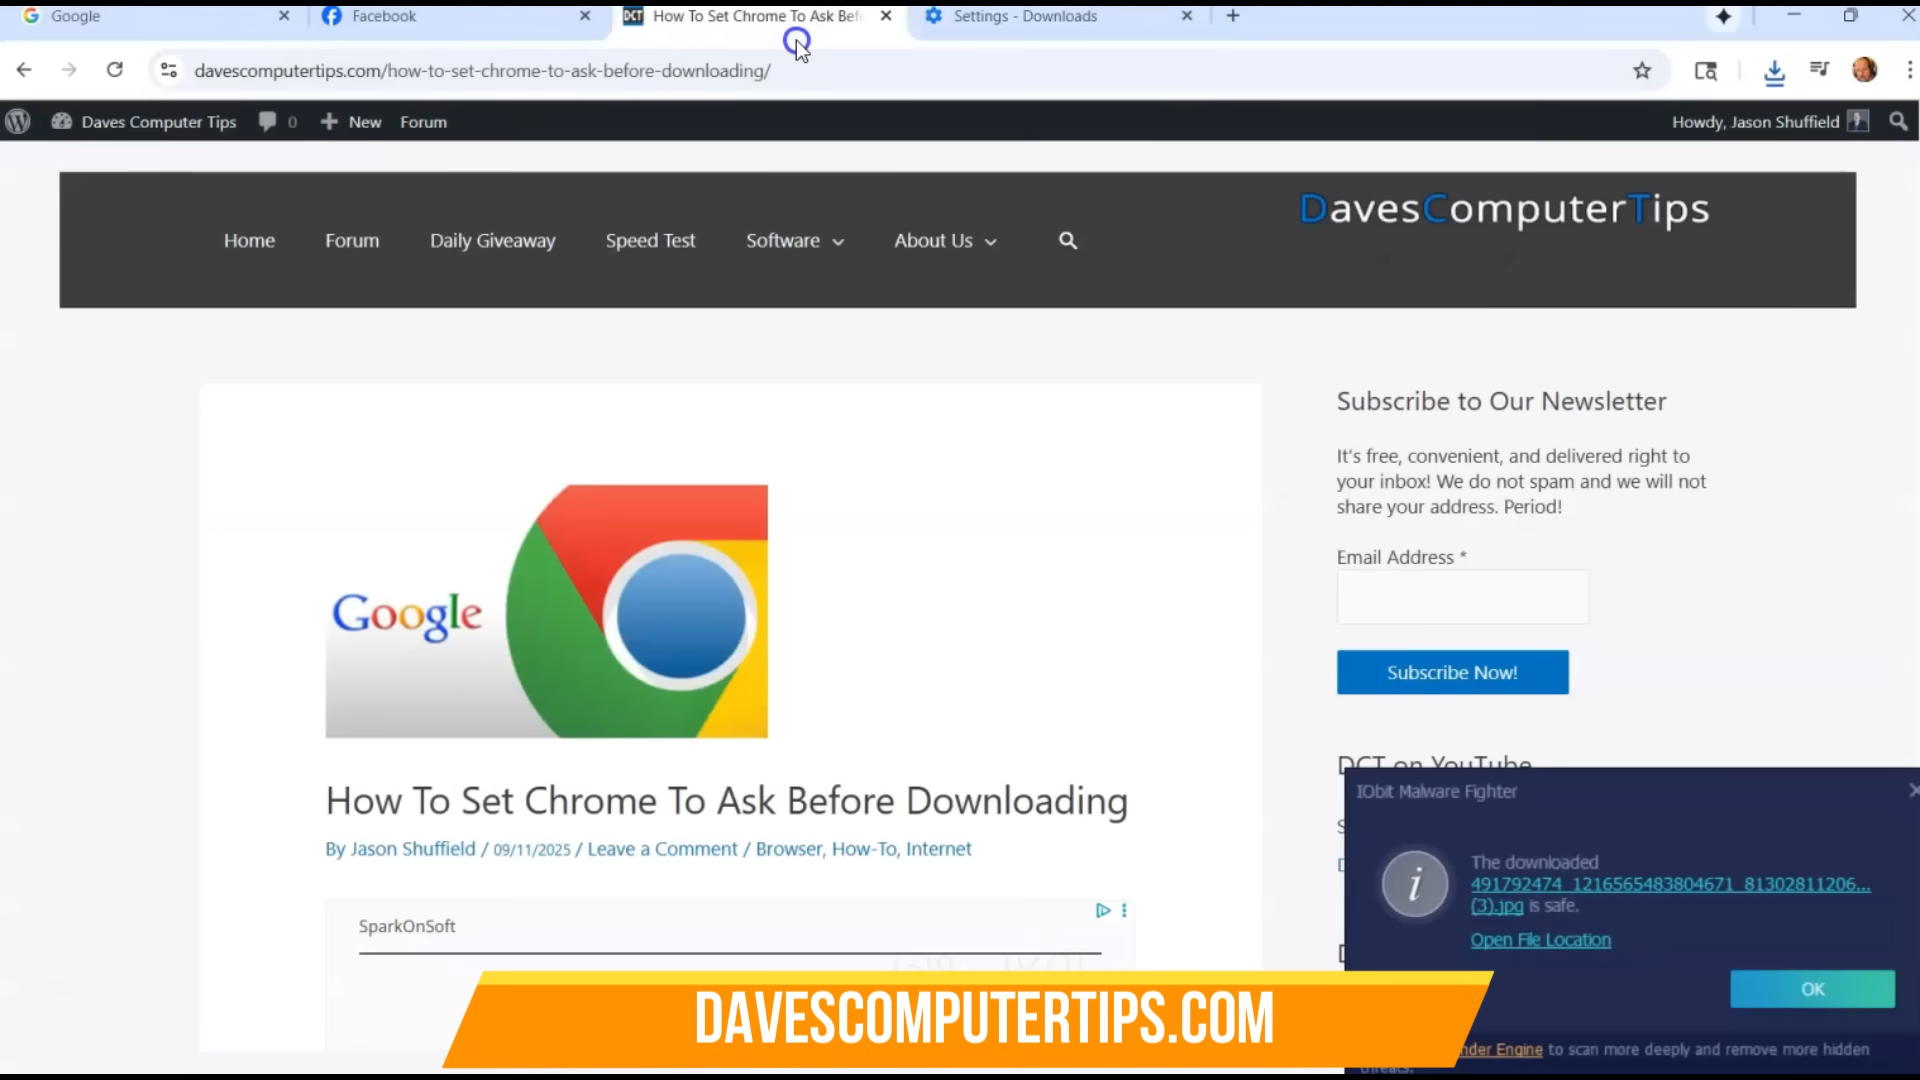 Google
Facebook
How To Set Chrome To Ask Bef
Settings - Downloads
davescomputertips.com/how-to-set-chrome-to-ask-before-downloading/
Daves Computer Tips
0
New
Forum
Howdy, Jason Shuffield
DavesComputerTips
Home
Forum
Daily Giveaway
Speed Test
Software
About Us
Google
How To Set Chrome To Ask Before Downloading
By Jason Shuffield / 09/11/2025 / Leave a Comment / Browser, How-To, Internet
SparkOnSoft
Subscribe to Our Newsletter
It's free, convenient, and delivered right to
your inbox! We do not spam and we will not
share your address. Period!
Email Address *
Subscribe Now!
DCT on YouTube
IObit Malware Fighter
The downloaded
491792474_1216565483804671_81302811206...
(3).jpg is safe.
Open File Location
OK
nder Engine to scan more deeply and remove more hidden
threats.
DAVESCOMPUTERTIPS.COM